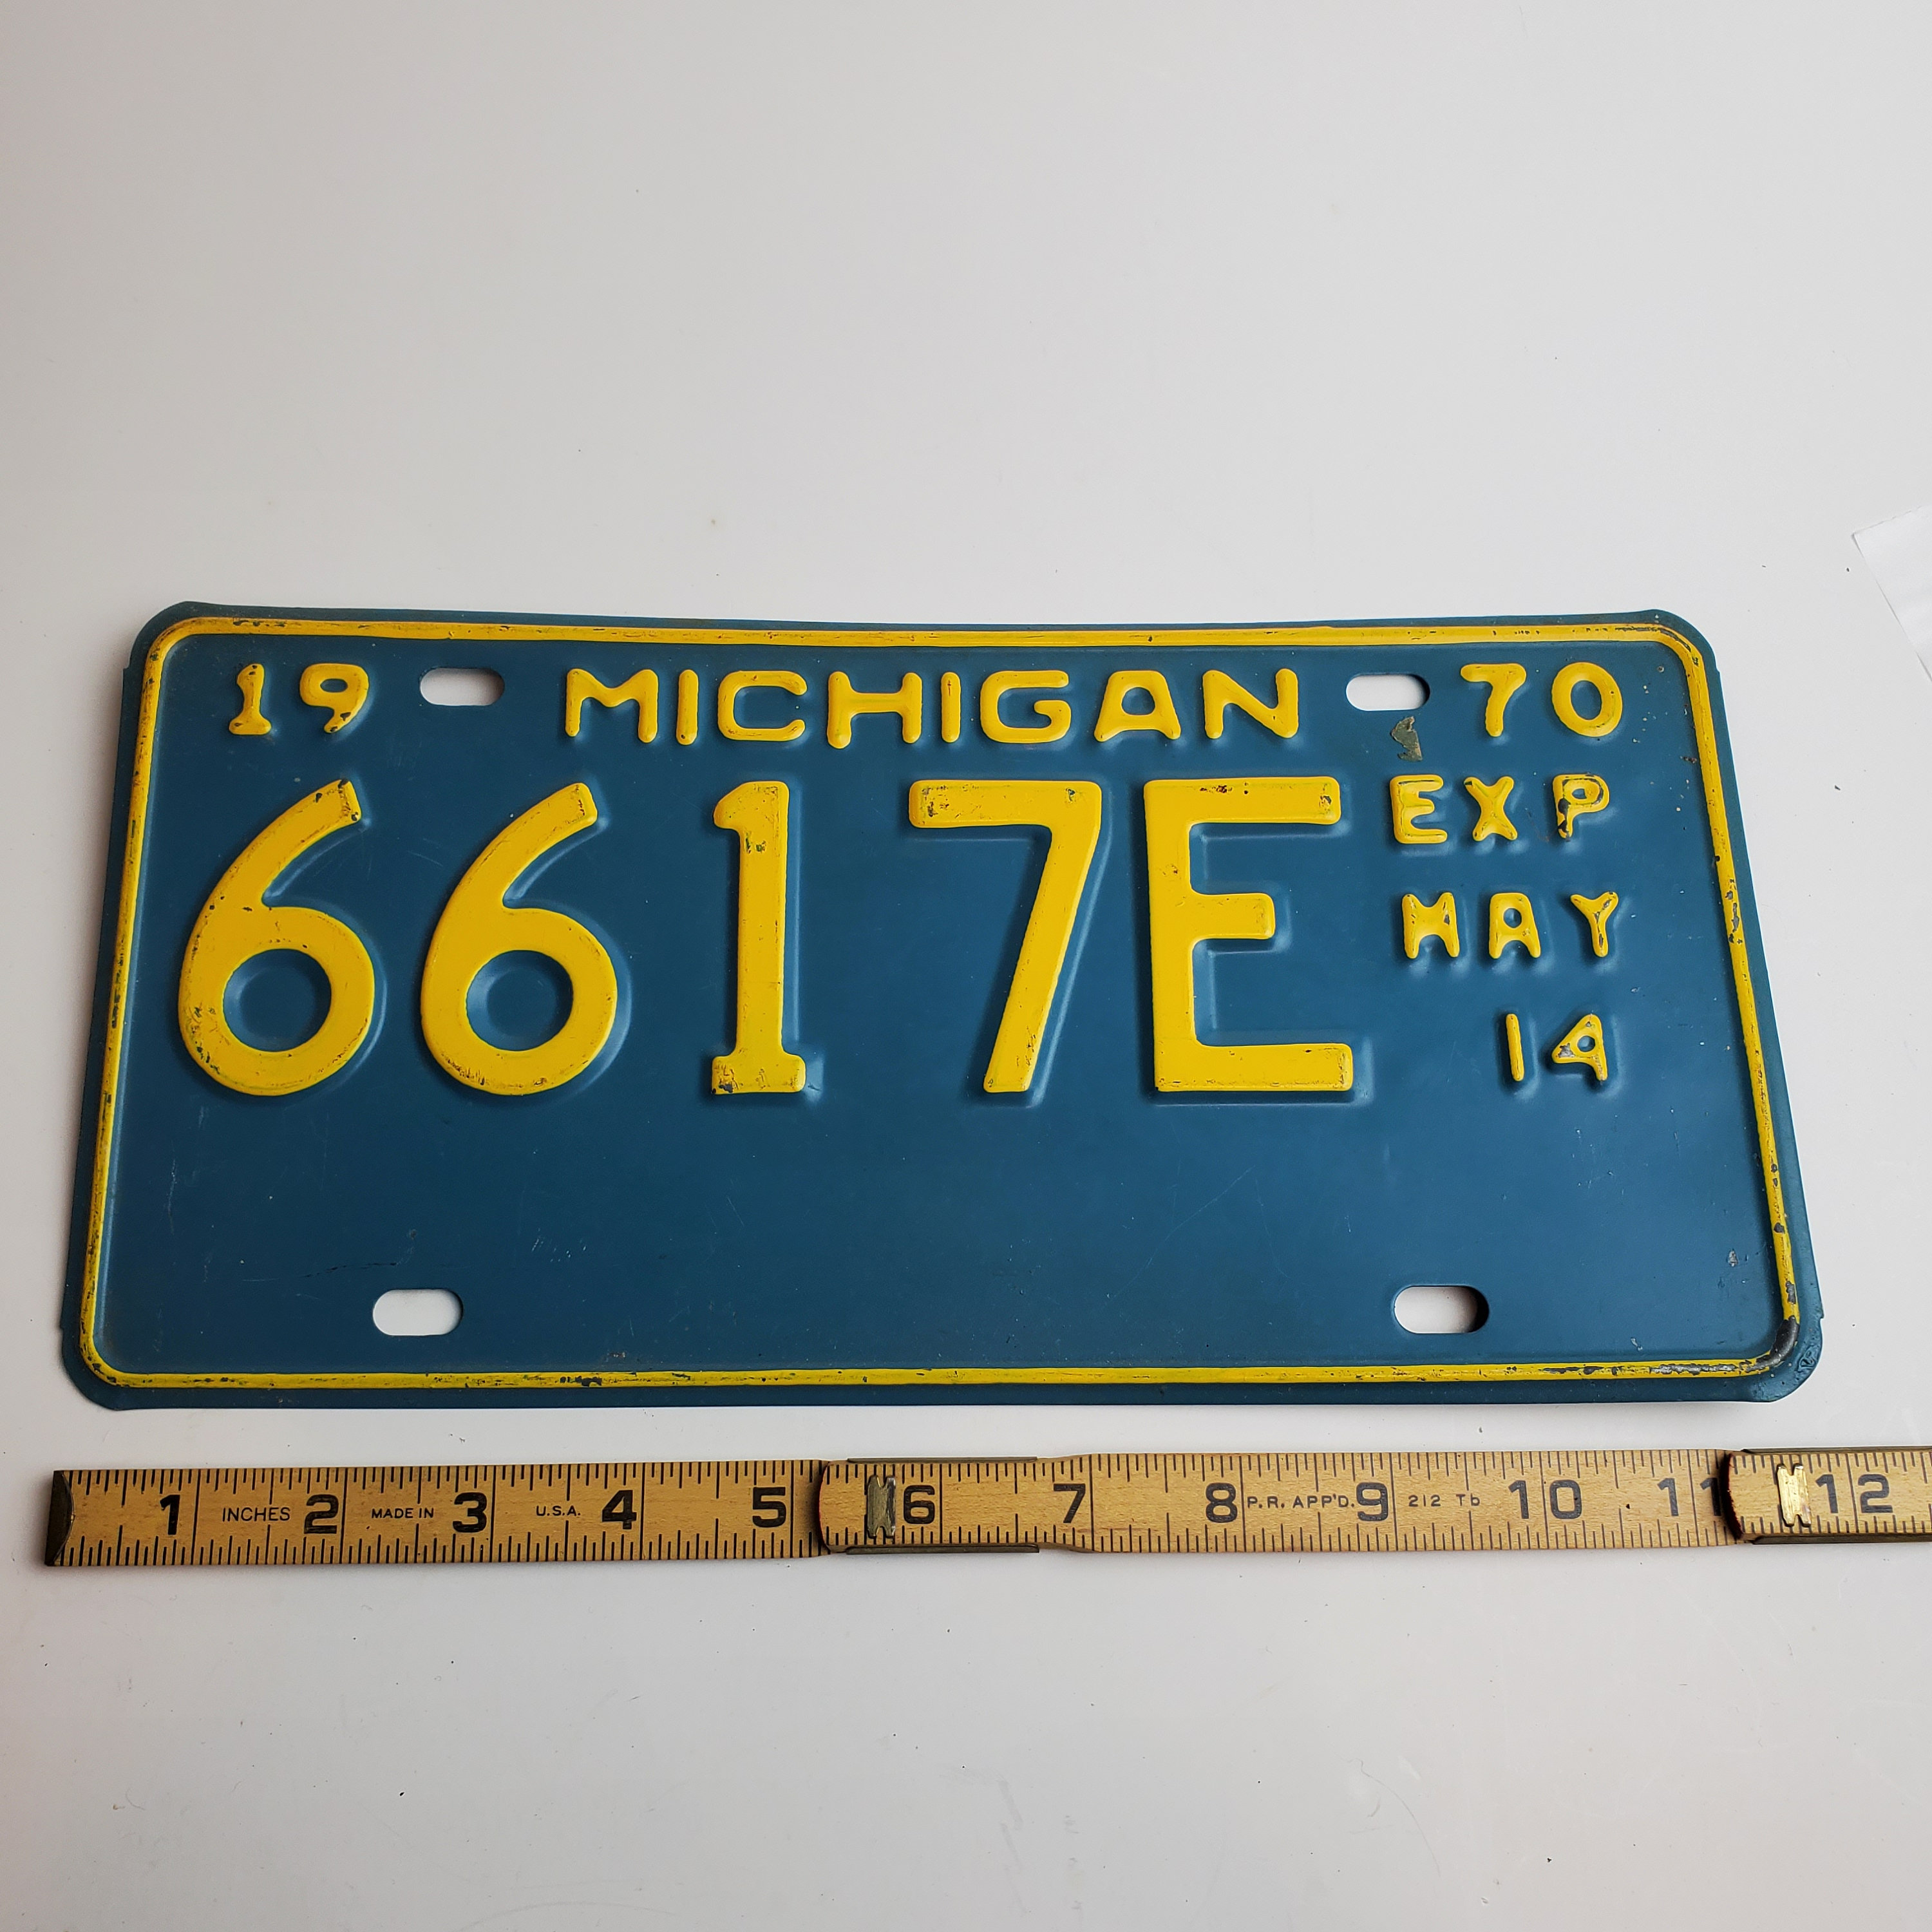 19 MICHIGAN 70
6617E
EXP
MAY
14
1 INCHES 2 MADE IN 3 U.S.A. 4 5 6 7 8 P.R. APP'D. 9 212 Tb 10 11 12